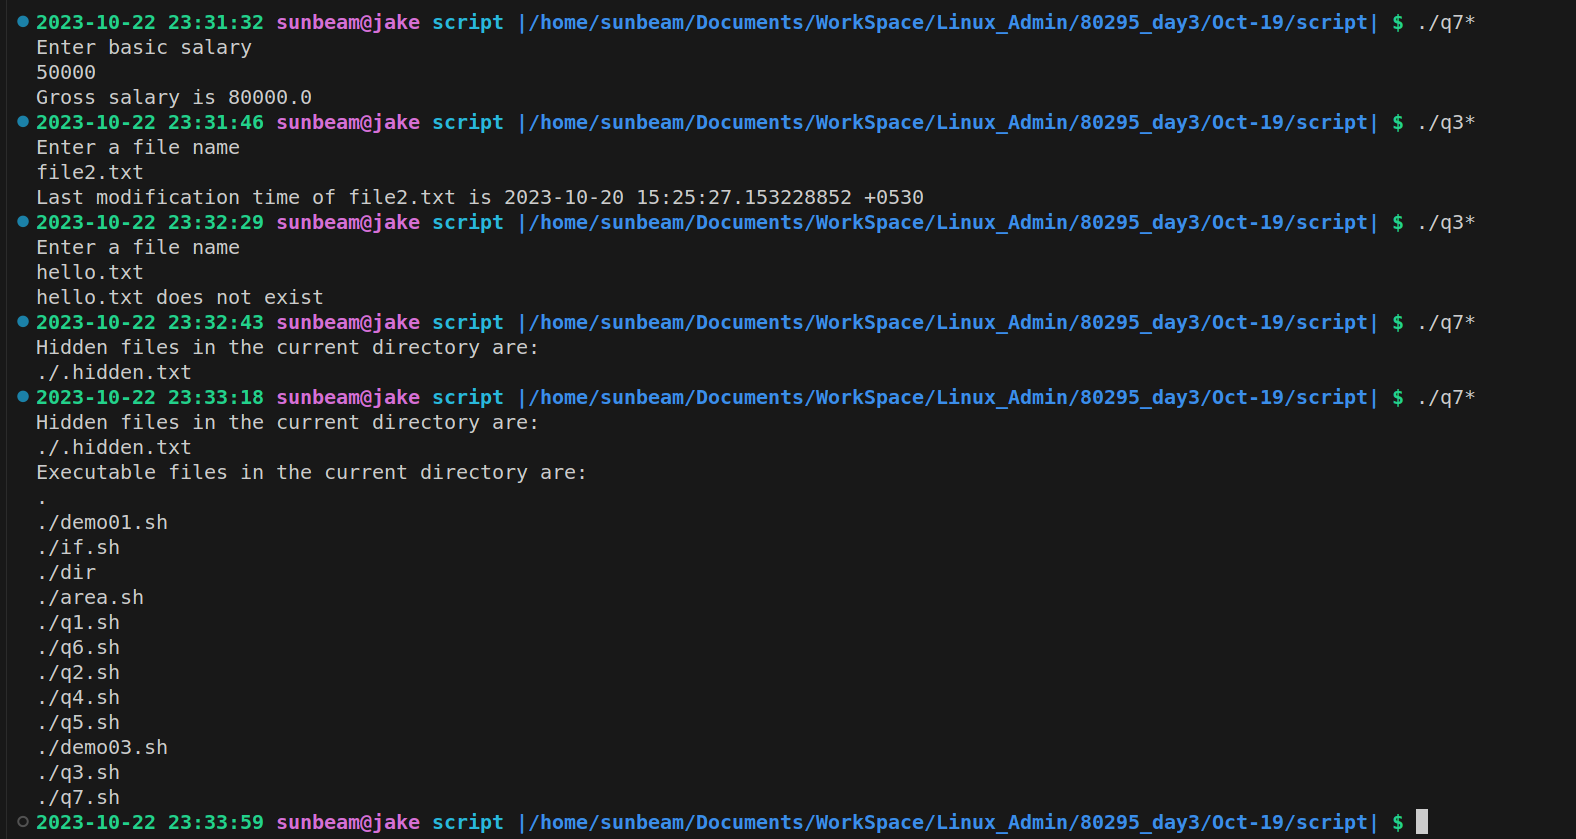 2023-10-22 23:31:32 sunbeam@jake script |/home/sunbeam/Documents/WorkSpace/Linux_Admin/80295_day3/Oct-19/script| $ ./q7*
Enter basic salary
50000
Gross salary is 80000.0
2023-10-22 23:31:46 sunbeam@jake script |/home/sunbeam/Documents/WorkSpace/Linux_Admin/80295_day3/Oct-19/script| $ ./q3*
Enter a file name
file2.txt
Last modification time of file2.txt is 2023-10-20 15:25:27.153228852 +0530
2023-10-22 23:32:29 sunbeam@jake script |/home/sunbeam/Documents/WorkSpace/Linux_Admin/80295_day3/Oct-19/script| $ ./q3*
Enter a file name
hello.txt
hello.txt does not exist
2023-10-22 23:32:43 sunbeam@jake script |/home/sunbeam/Documents/WorkSpace/Linux_Admin/80295_day3/Oct-19/script| $ ./q7*
Hidden files in the current directory are:
./.hidden.txt
2023-10-22 23:33:18 sunbeam@jake script |/home/sunbeam/Documents/WorkSpace/Linux_Admin/80295_day3/Oct-19/script| $ ./q7*
Hidden files in the current directory are:
./.hidden.txt
Executable files in the current directory are:
.
./demo01.sh
./if.sh
./dir
./area.sh
./q1.sh
./q6.sh
./q2.sh
./q4.sh
./q5.sh
./demo03.sh
./q3.sh
./q7.sh
2023-10-22 23:33:59 sunbeam@jake script |/home/sunbeam/Documents/WorkSpace/Linux_Admin/80295_day3/Oct-19/script| $